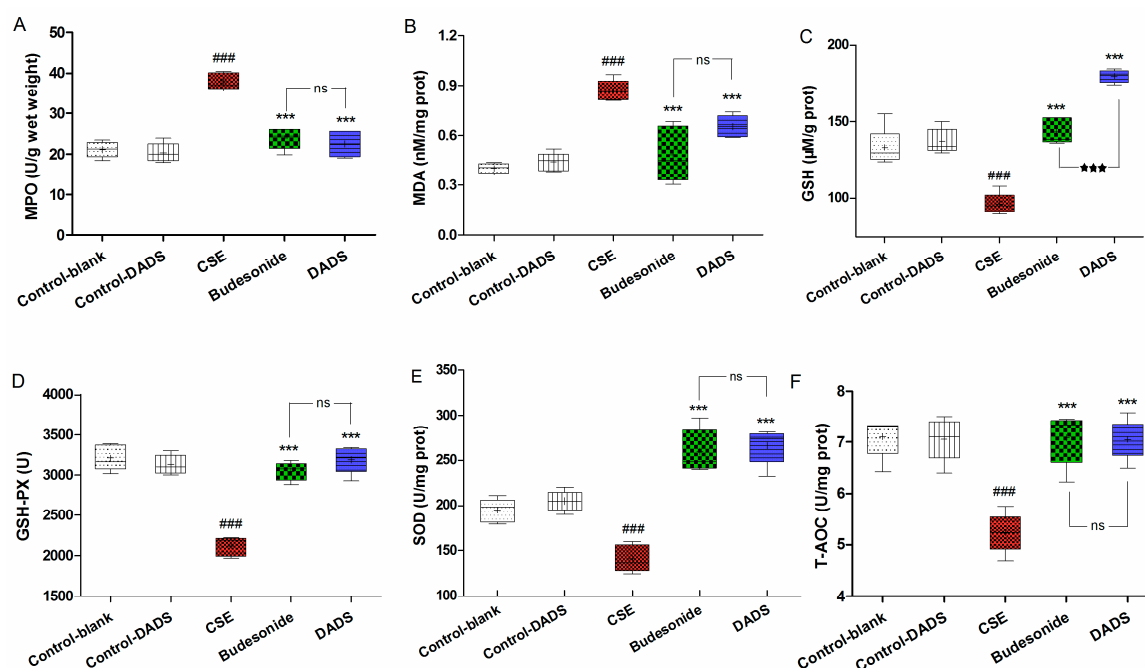 A
MPO (U/g wet weight)
50
40
30
20
10
0
###
***
ns
***
Control-blank
Control-DADS
CSE
Budesonide
DADS
B
MDA (nM/mg prot)
1.2
0.9
0.6
0.3
0.0
###
***
ns
***
Control-blank
Control-DADS
CSE
Budesonide
DADS
C
GSH (µM/g prot)
200
150
100
###
***
***
★★★
Control-blank
Control-DADS
CSE
Budesonide
DADS
D
GSH-PX (U)
4000
3500
3000
2500
2000
1500
###
***
ns
***
Control-blank
Control-DADS
CSE
Budesonide
DADS
E
SOD (U/mg prot)
350
300
250
200
150
100
###
***
ns
***
Control-blank
Control-DADS
CSE
Budesonide
DADS
F
T-AOC (U/mg prot)
8
7
6
5
4
###
***
***
ns
Control-blank
Control-DADS
CSE
Budesonide
DADS